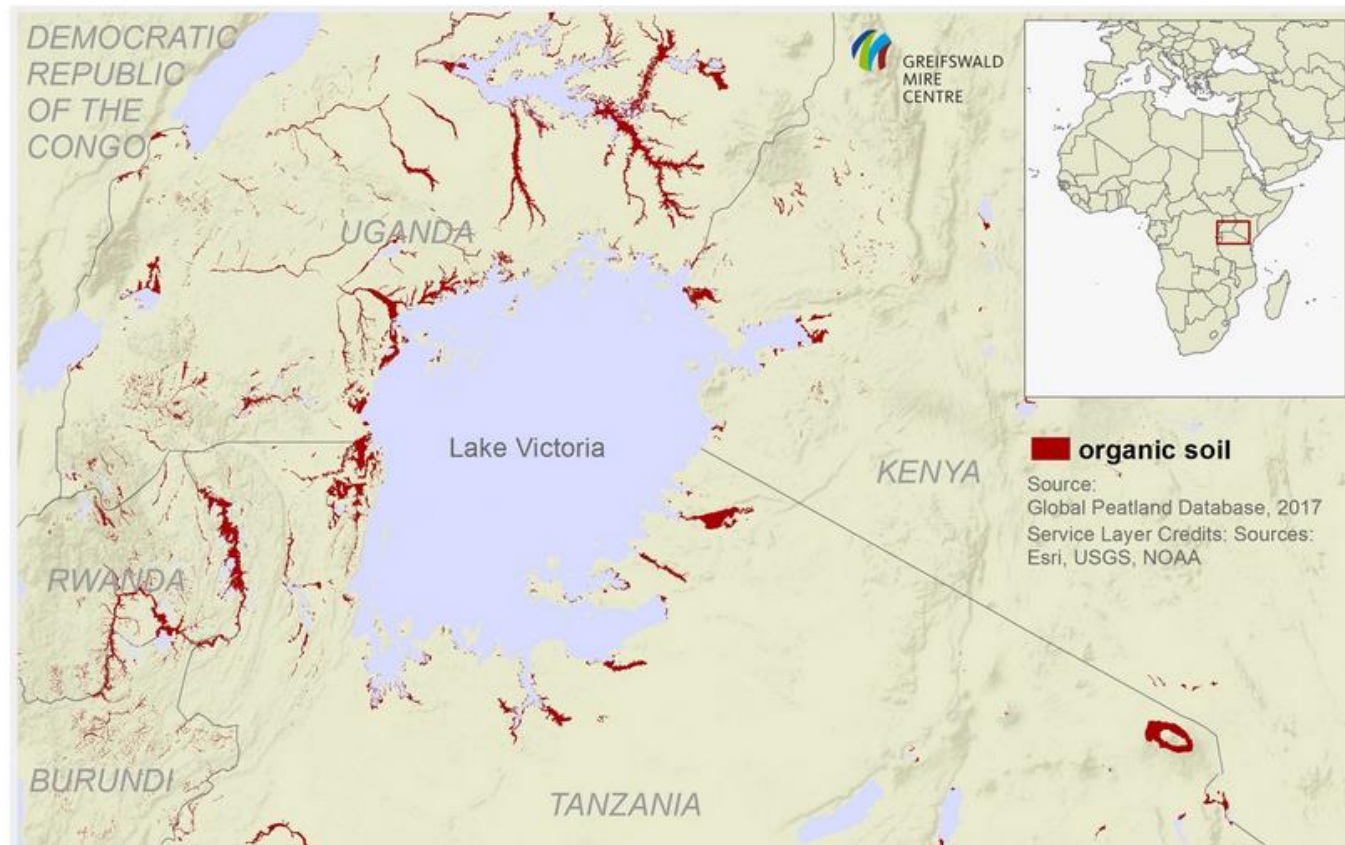 DEMOCRATIC
REPUBLIC
OF THE
CONGO
GREIFSWALD
MIRE
CENTRE
UGANDA
Lake Victoria
KENYA
organic soil
Source:
Global Peatland Database, 2017
Service Layer Credits: Sources:
Esri, USGS, NOAA
RWANDA
BURUNDI
TANZANIA